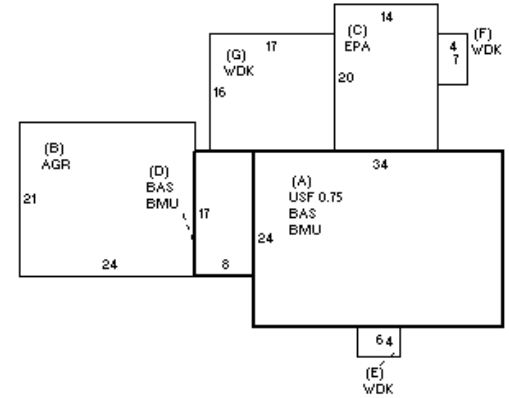 14
(C)
EPA
20
17
(G)
WDK
16
4
7
(F)
WDK
(B)
AGR
21
24
(D)
BAS
BMU
17
8
34
(A)
USF 0.75
BAS
BMU
24
6 4
(E)
WDK